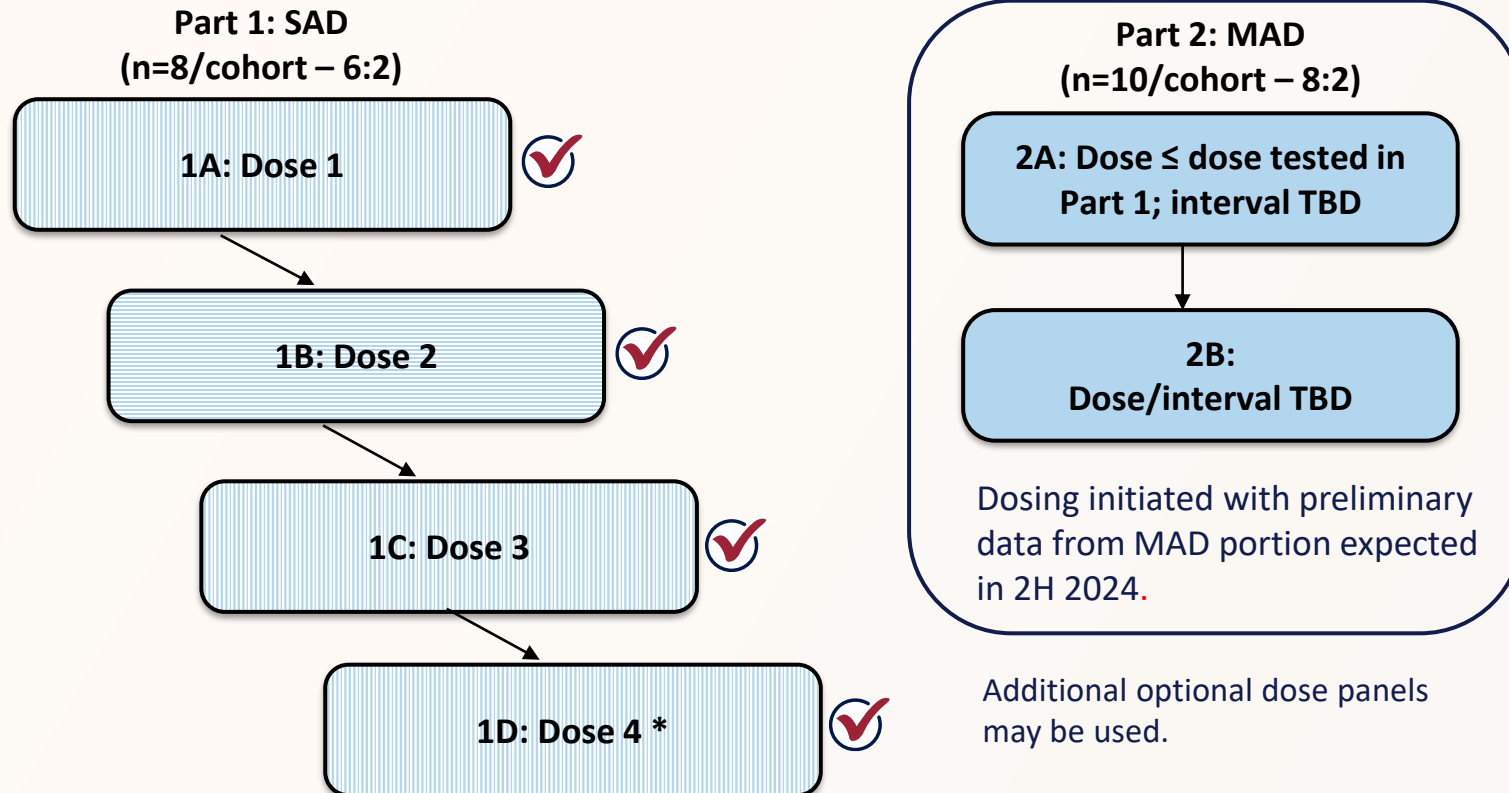 Part 1: SAD
(n=8/cohort – 6:2)
1A: Dose 1
1B: Dose 2
1C: Dose 3
1D: Dose 4 *
Part 2: MAD
(n=10/cohort – 8:2)
2A: Dose ≤ dose tested in
Part 1; interval TBD
2B:
Dose/interval TBD
Dosing initiated with preliminary
data from MAD portion expected
in 2H 2024.
Additional optional dose panels
may be used.